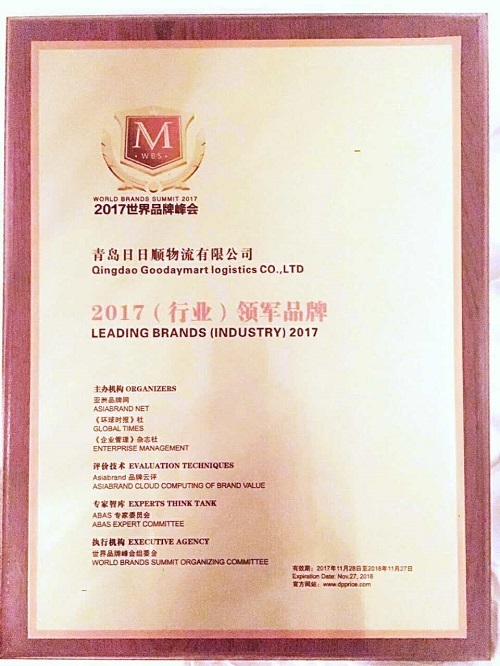 M
WBS
WORLD BRANDS SUMMIT 2017
2017世界品牌峰会
青岛日日顺物流有限公司
Qingdao Goodaymart logistics CO.,LTD
2017（行业）领军品牌
LEADING BRANDS (INDUSTRY) 2017
主办机构 ORGANIZERS
亚洲品牌网
ASIABRAND NET
《环球时报》社
GLOBAL TIMES
《企业管理》杂志社
ENTERPRISE MANAGEMENT
评价技术 EVALUATION TECHNIQUES
Asiabrand 品牌云评
ASIABRAND CLOUD COMPUTING OF BRAND VALUE
专家智库 EXPERTS THINK TANK
ABAS 专家委员会
ABAS EXPERT COMMITTEE
执行机构 EXECUTIVE AGENCY
世界品牌峰会组委会
WORLD BRANDS SUMMIT ORGANIZING COMMITTEE
有效期：2017年11月28日至2018年11月27日
Expiration Date: Nov.27, 2018
官方网站：www.dpprice.com